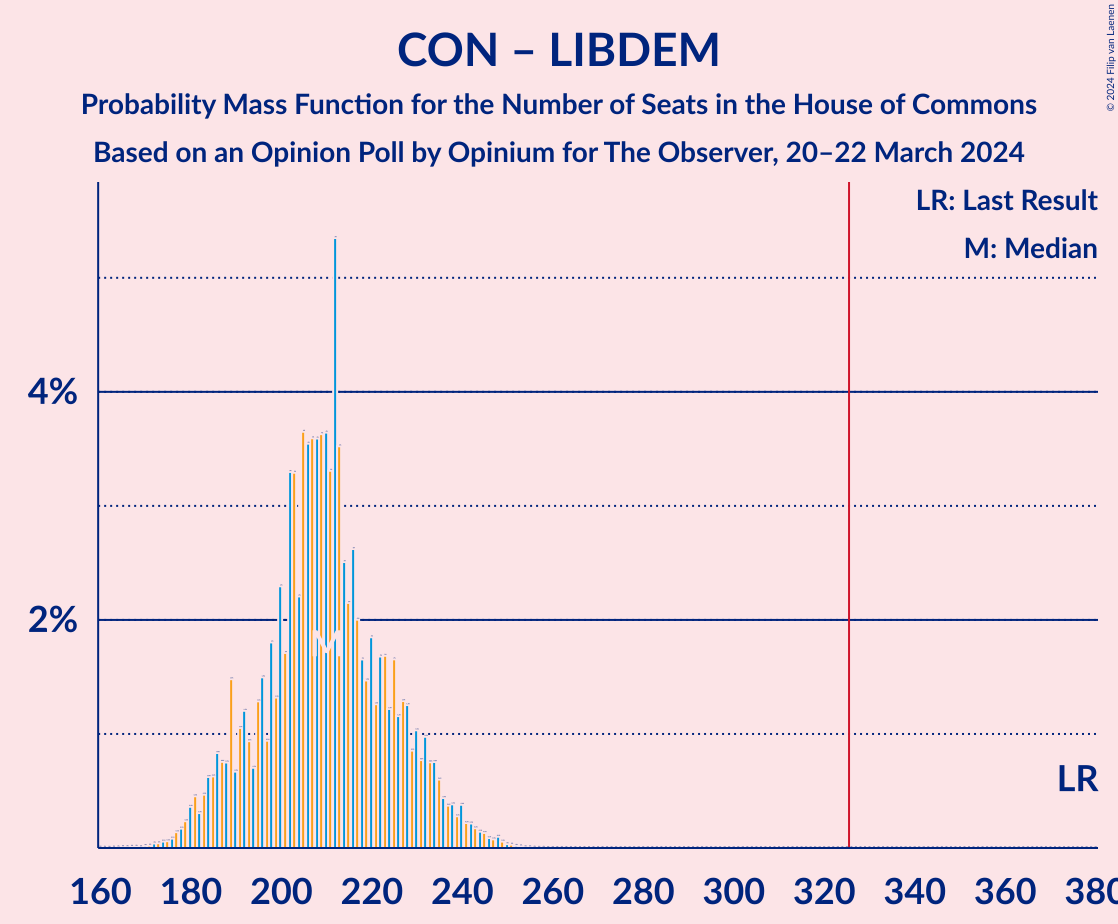 CON – LIBDEM
Probability Mass Function for the Number of Seats in the House of Commons
Based on an Opinion Poll by Opinium for The Observer, 20–22 March 2024
© 2024 Filip van Laenen
LR: Last Result
M: Median
4%
2%
LR
M
160 180 200 220 240 260 280 300 320 340 360 380